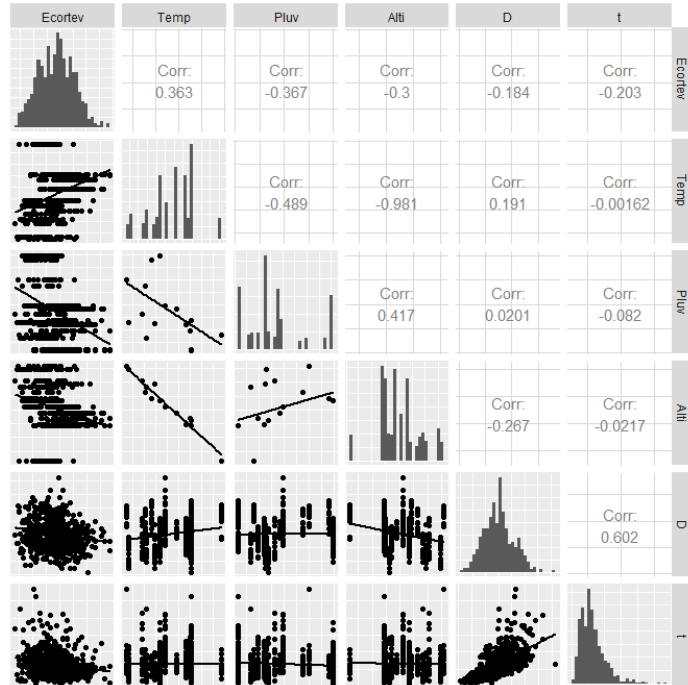 Ecortev Temp Pluv Alti D t
Corr: Corr: Corr: Corr: Corr:
0.363 -0.367 -0.3 -0.184 -0.203
Ecortev
Corr: Corr: Corr: Corr:
-0.489 -0.981 0.191 -0.00162
Temp
Corr: Corr: Corr:
0.417 0.0201 -0.082
Pluv
Corr: Corr:
-0.267 -0.0217
Alti
Corr:
0.602
D
t